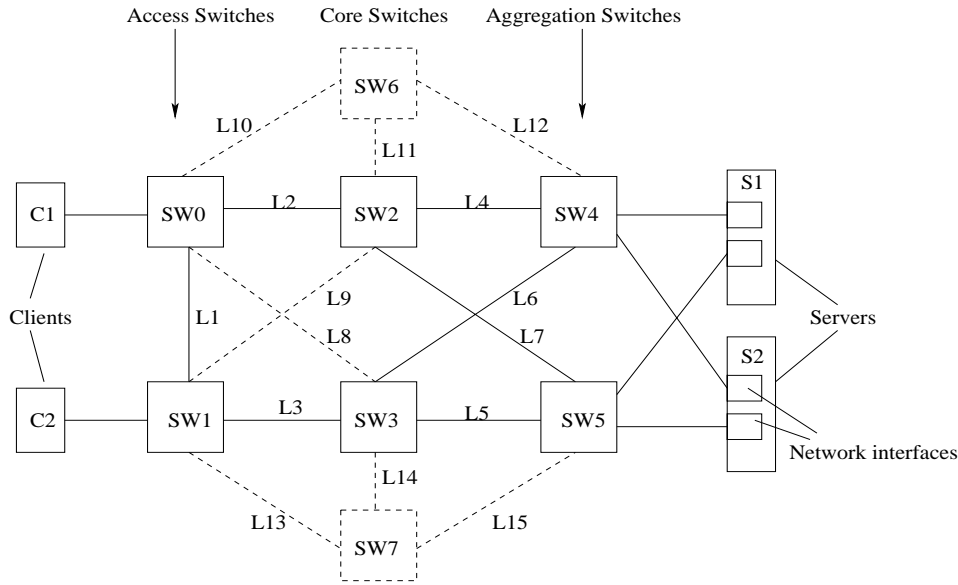 Access Switches
Core Switches
Aggregation Switches
SW6
L10
L12
L11
S1
C1
SW0
L2
SW2
L4
SW4
L9
L6
Clients
L1
L8
L7
Servers
S2
C2
SW1
L3
SW3
L5
SW5
Network interfaces
L14
L13
L15
SW7